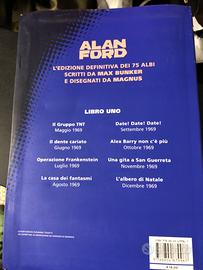 ALAN
FORD
L'EDIZIONE DEFINITIVA DEI 75 ALBI
SCRITTI DA MAX BUNKER
E DISEGNATI DA MAGNUS
LIBRO UNO
Il Gruppo TNT
Maggio 1969
Il dente cariato
Giugno 1969
Operazione Frankenstein
Luglio 1969
La casa dei fantasmi
Agosto 1969
Date! Date! Date!
Settembre 1969
Alex Barry non c'è più
Ottobre 1969
Una gita a San Guerreta
Novembre 1969
L'albero di Natale
Dicembre 1969